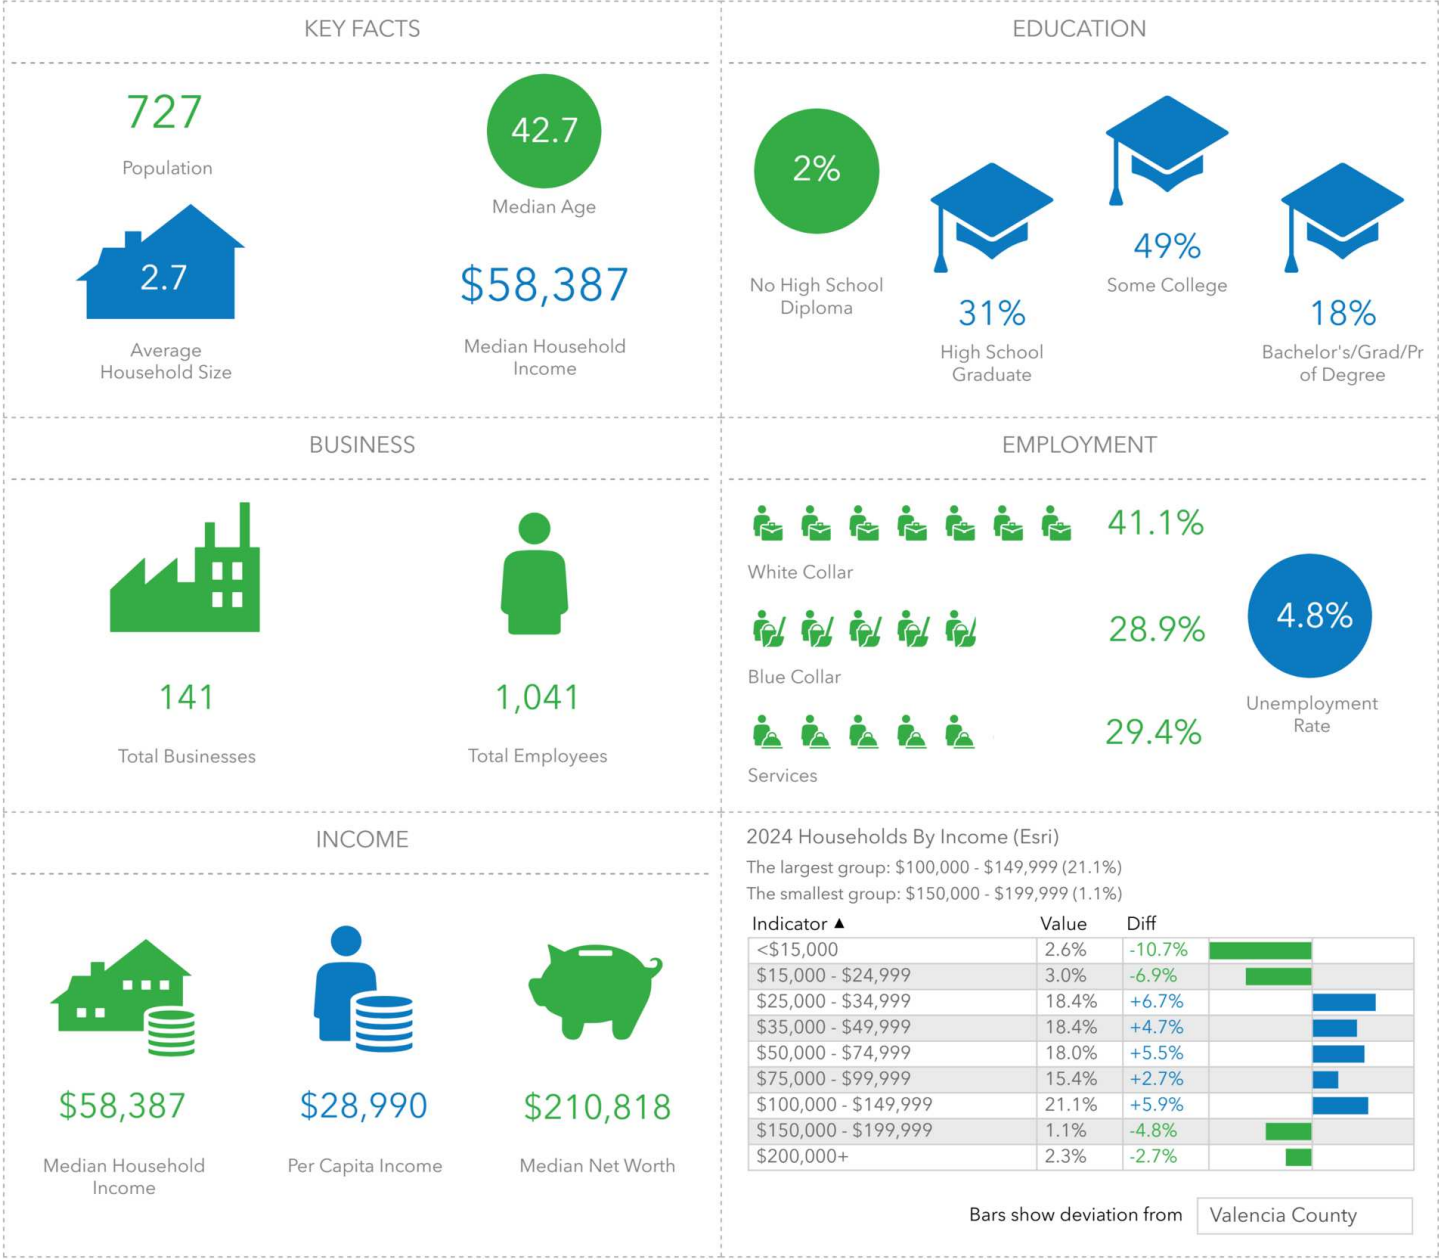 KEY FACTS
727
Population
42.7
Median Age
2.7
Average
Household Size
$58,387
Median Household
Income
EDUCATION
2%
No High School
Diploma
31%
High School
Graduate
49%
Some College
18%
Bachelor's/Grad/Pr
of Degree
BUSINESS
141
Total Businesses
1,041
Total Employees
EMPLOYMENT
41.1%
White Collar
28.9%
Blue Collar
29.4%
Services
4.8%
Unemployment
Rate
INCOME
$58,387
Median Household
Income
$28,990
Per Capita Income
$210,818
Median Net Worth
2024 Households By Income (Esri)
The largest group: $100,000 - $149,999 (21.1%)
The smallest group: $150,000 - $199,999 (1.1%)
Indicator ▲ Value Diff
<$15,000 2.6% -10.7%
$15,000 - $24,999 3.0% -6.9%
$25,000 - $34,999 18.4% +6.7%
$35,000 - $49,999 18.4% +4.7%
$50,000 - $74,999 18.0% +5.5%
$75,000 - $99,999 15.4% +2.7%
$100,000 - $149,999 21.1% +5.9%
$150,000 - $199,999 1.1% -4.8%
$200,000+ 2.3% -2.7%
Bars show deviation from Valencia County